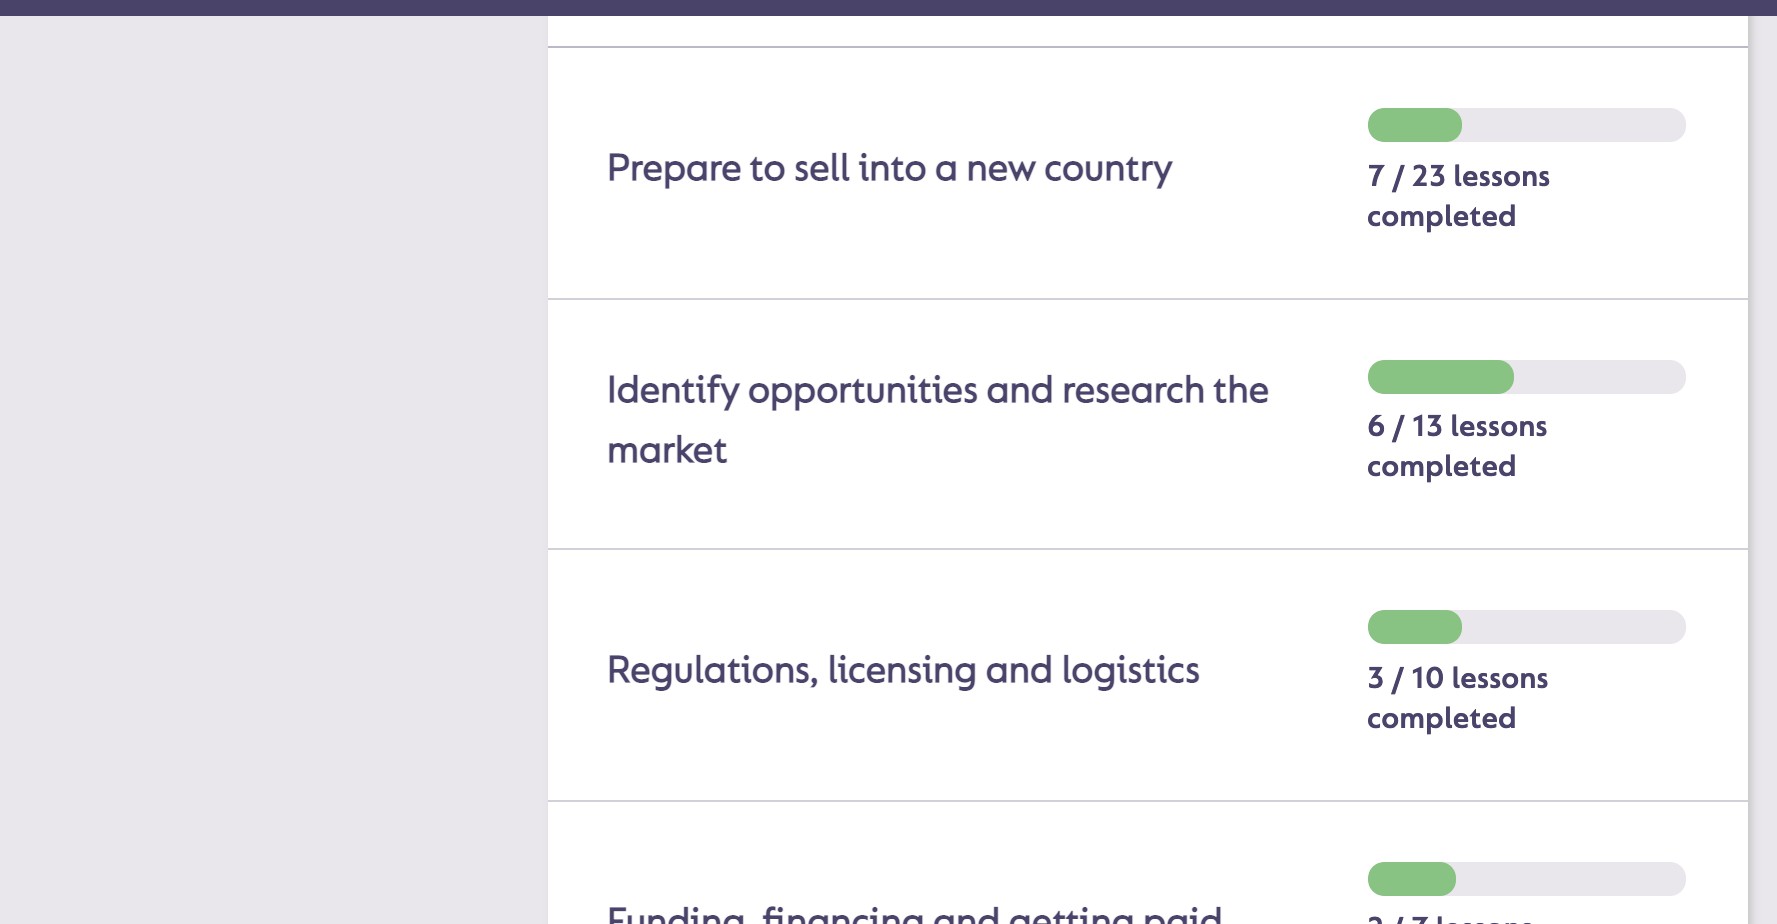 Prepare to sell into a new country
7 / 23 lessons
completed
Identify opportunities and research the
market
6 / 13 lessons
completed
Regulations, licensing and logistics
3 / 10 lessons
completed
Funding, financing and getting paid
lessons